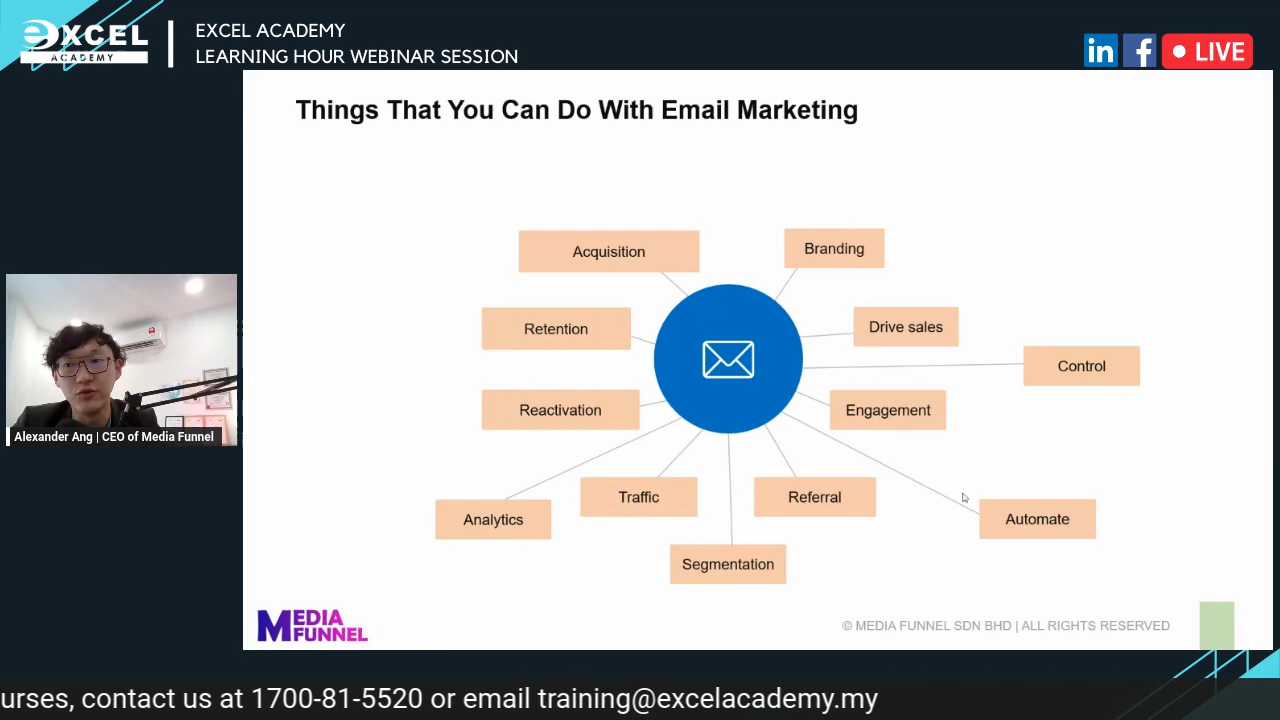 eXCEL
ACADEMY
EXCEL ACADEMY
LEARNING HOUR WEBINAR SESSION
in
f
LIVE
Things That You Can Do With Email Marketing
Acquisition
Branding
Retention
Drive sales
Control
Reactivation
Engagement
Traffic
Referral
Analytics
Automate
Segmentation
Alexander Ang | CEO of Media Funnel
MEDIA
FUNNEL
© MEDIA FUNNEL SDN BHD | ALL RIGHTS RESERVED
urses, contact us at 1700-81-5520 or email training@excelacademy.my